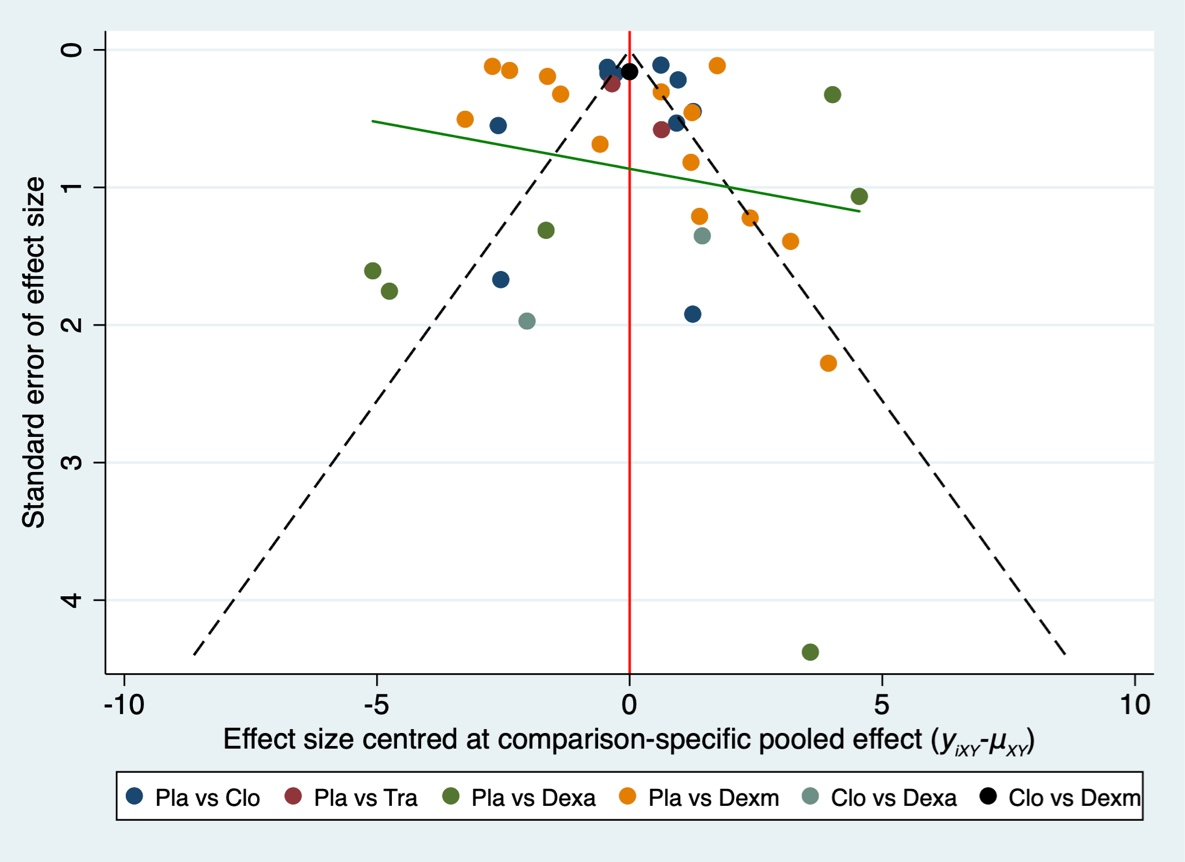 Standard error of effect size
0
1
2
3
4
-10 -5 0 5 10
Effect size centred at comparison-specific pooled effect (yiXY-μXY)
Pla vs Clo Pla vs Tra Pla vs Dexa Pla vs Dexm Clo vs Dexa Clo vs Dexm